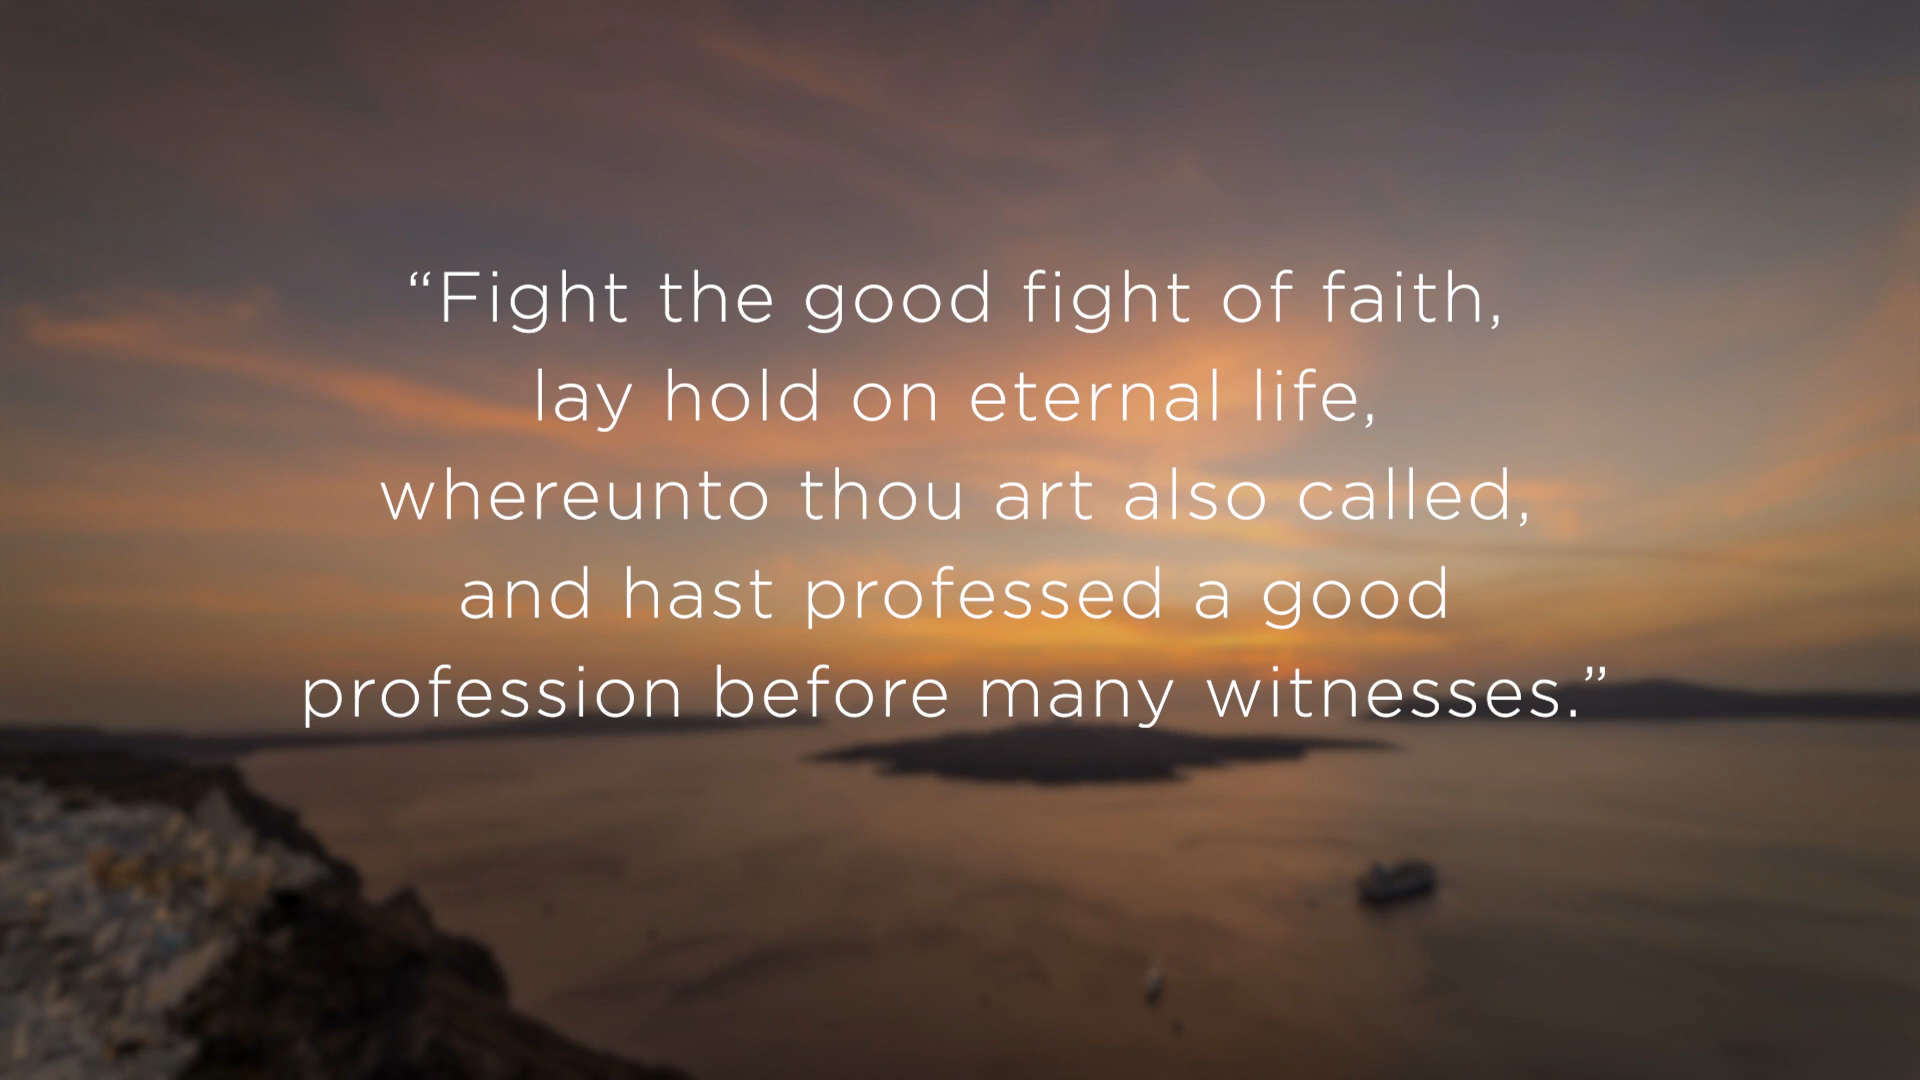 “Fight the good fight of faith,
lay hold on eternal life,
whereunto thou art also called,
and hast professed a good
profession before many witnesses.”